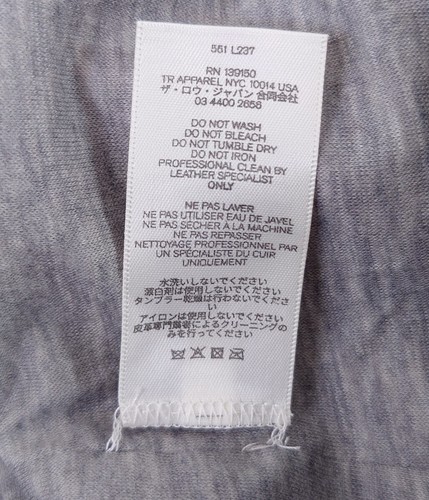 551 L237
RN 139150
TR APPAREL NYC 10014 USA
ザ・ロウ・ジャパン 合同会社
03 4400 2656
DO NOT WASH
DO NOT BLEACH
DO NOT TUMBLE DRY
DO NOT IRON
PROFESSIONAL CLEAN BY
LEATHER SPECIALIST
ONLY
NE PAS LAVER
NE PAS UTILISER EAU DE JAVEL
NE PAS SÉCHER À LA MACHINE
NE PAS REPASSER
NETTOYAGE PROFESSIONNEL PAR
UN SPÉCIALISTE DU CUIR
UNIQUEMENT
水洗いしないでください
漂白剤は使用しないでください
タンブラー乾燥は行わないでくださ
い
アイロンは使用しないでください
皮革専門業者によるクリーニングの
みを行ってください